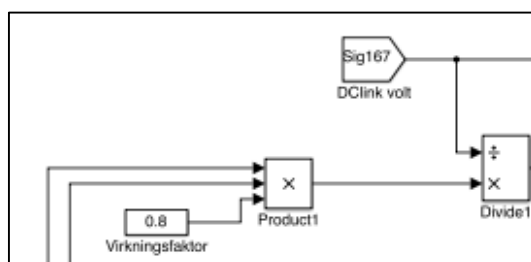 Sig167
DClink volt
÷
×
×
Divide1
Product1
0.8
Virkningsfaktor